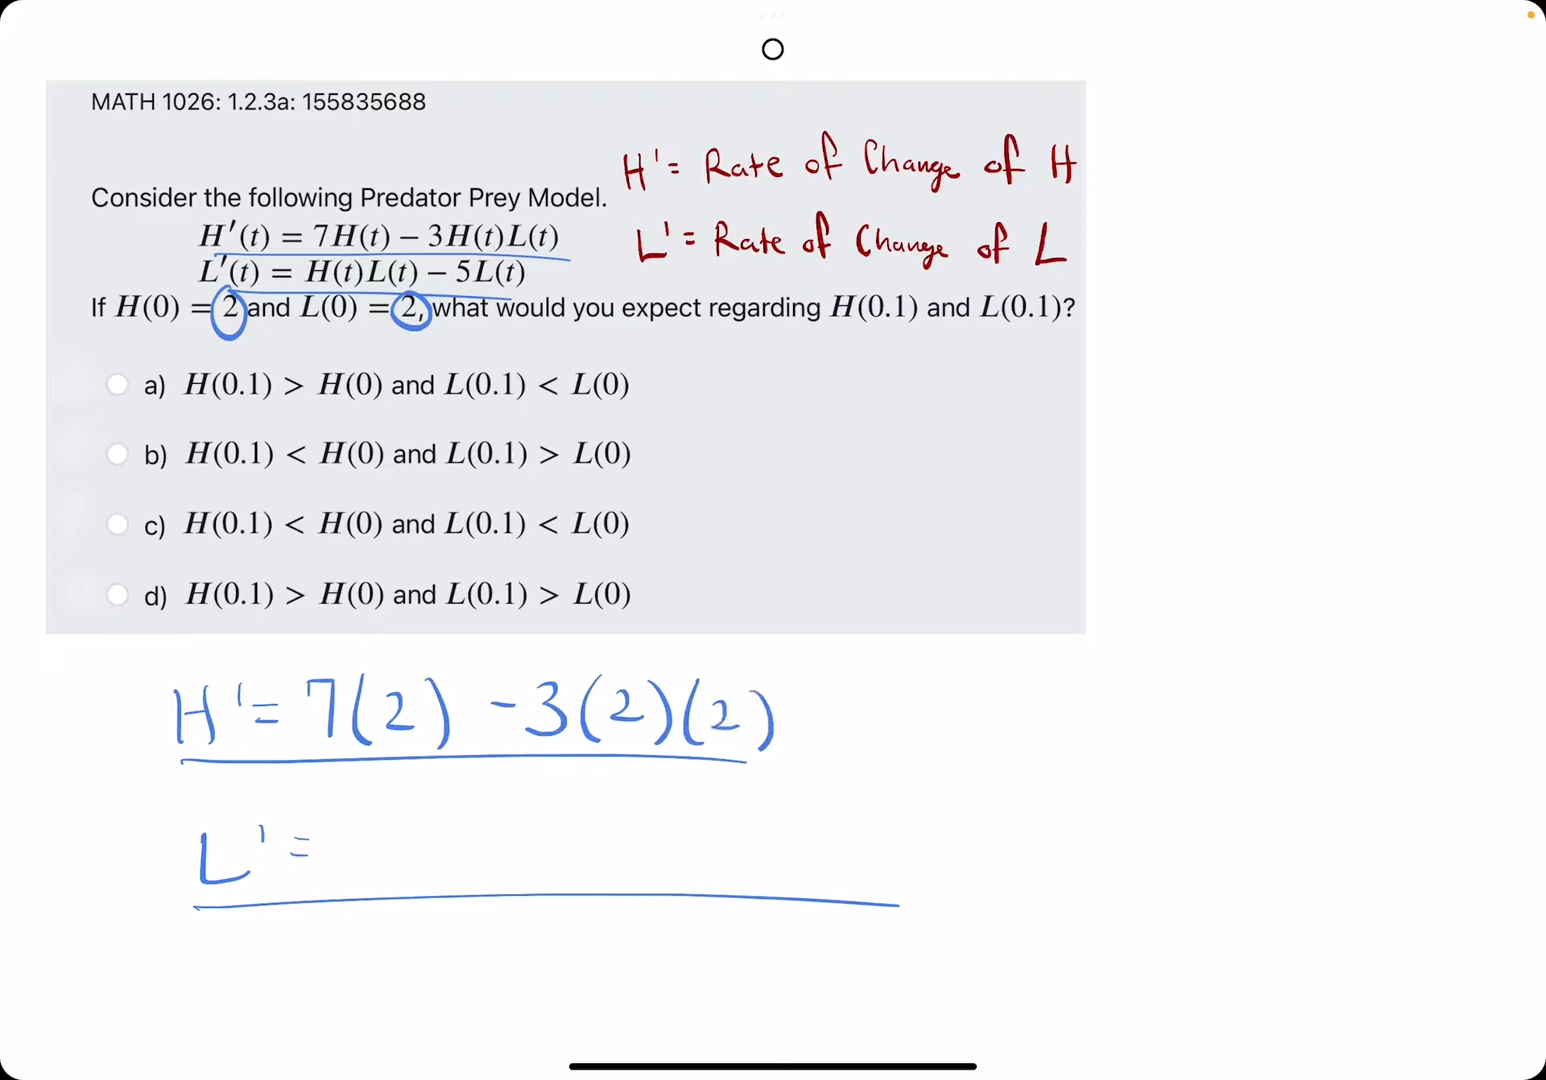 MATH 1026: 1.2.3a: 155835688
H' = Rate of Change of H
Consider the following Predator Prey Model.
H′(t) = 7H(t) − 3H(t)L(t)
L' = Rate of Change of L
L′(t) = H(t)L(t) − 5L(t)
If H(0) = 2 and L(0) = 2, what would you expect regarding H(0.1) and L(0.1)?
a) H(0.1) > H(0) and L(0.1) < L(0)
b) H(0.1) < H(0) and L(0.1) > L(0)
c) H(0.1) < H(0) and L(0.1) < L(0)
d) H(0.1) > H(0) and L(0.1) > L(0)
H' = 7(2) - 3(2)(2)
L' =